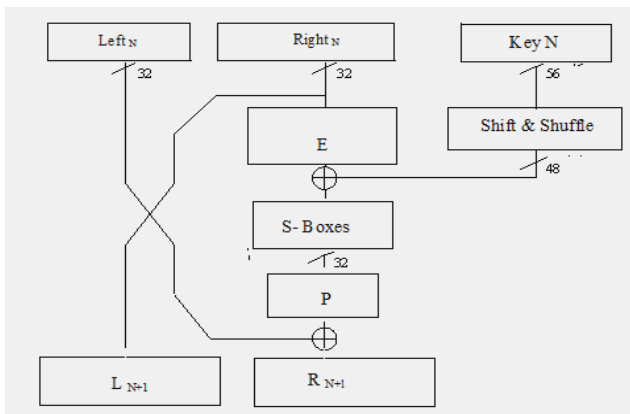 Left N Right N Key N
32 32 56
Shift & Shuffle
E
48
S- Boxes
32
P
L N+1 R N+1